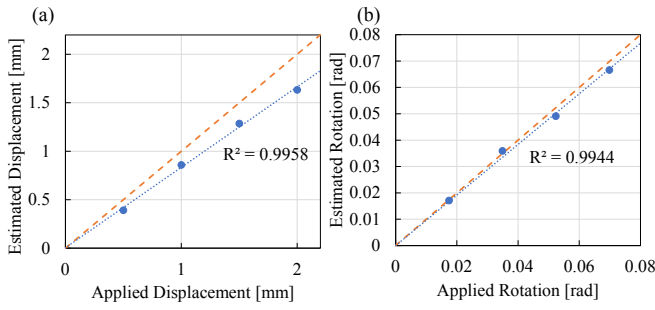 (a)
Estimated Displacement [mm]
2
1.5
1
0.5
0
R² = 0.9958
0
1
2
Applied Displacement [mm]
(b)
Estimated Rotation [rad]
0.08
0.07
0.06
0.05
0.04
0.03
0.02
0.01
0
R² = 0.9944
0
0.02
0.04
0.06
0.08
Applied Rotation [rad]